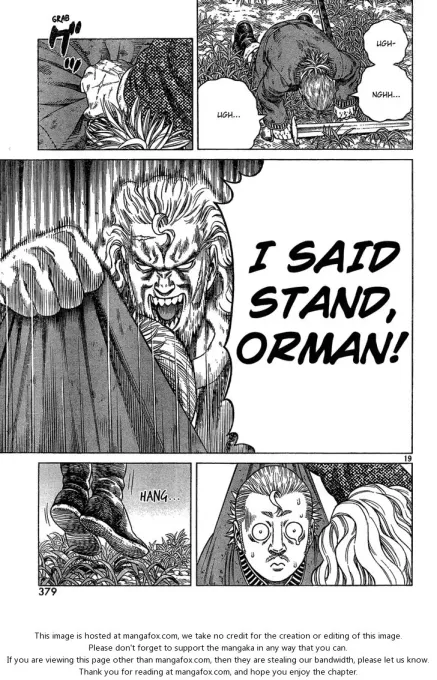 GRAB
ゴゴッ
UGH-
NGHH...
UGH...
I SAID
STAND,
ORMAN!
19
HANG...
379
This image is hosted at mangafox.com, we take no credit for the creation or editing of this image.
Please don't forget to support the mangaka in any way that you can.
If you are viewing this page other than mangafox.com, then they are stealing our bandwidth, please let us know.
Thank you for reading at mangafox.com, and hope you enjoy the chapter.